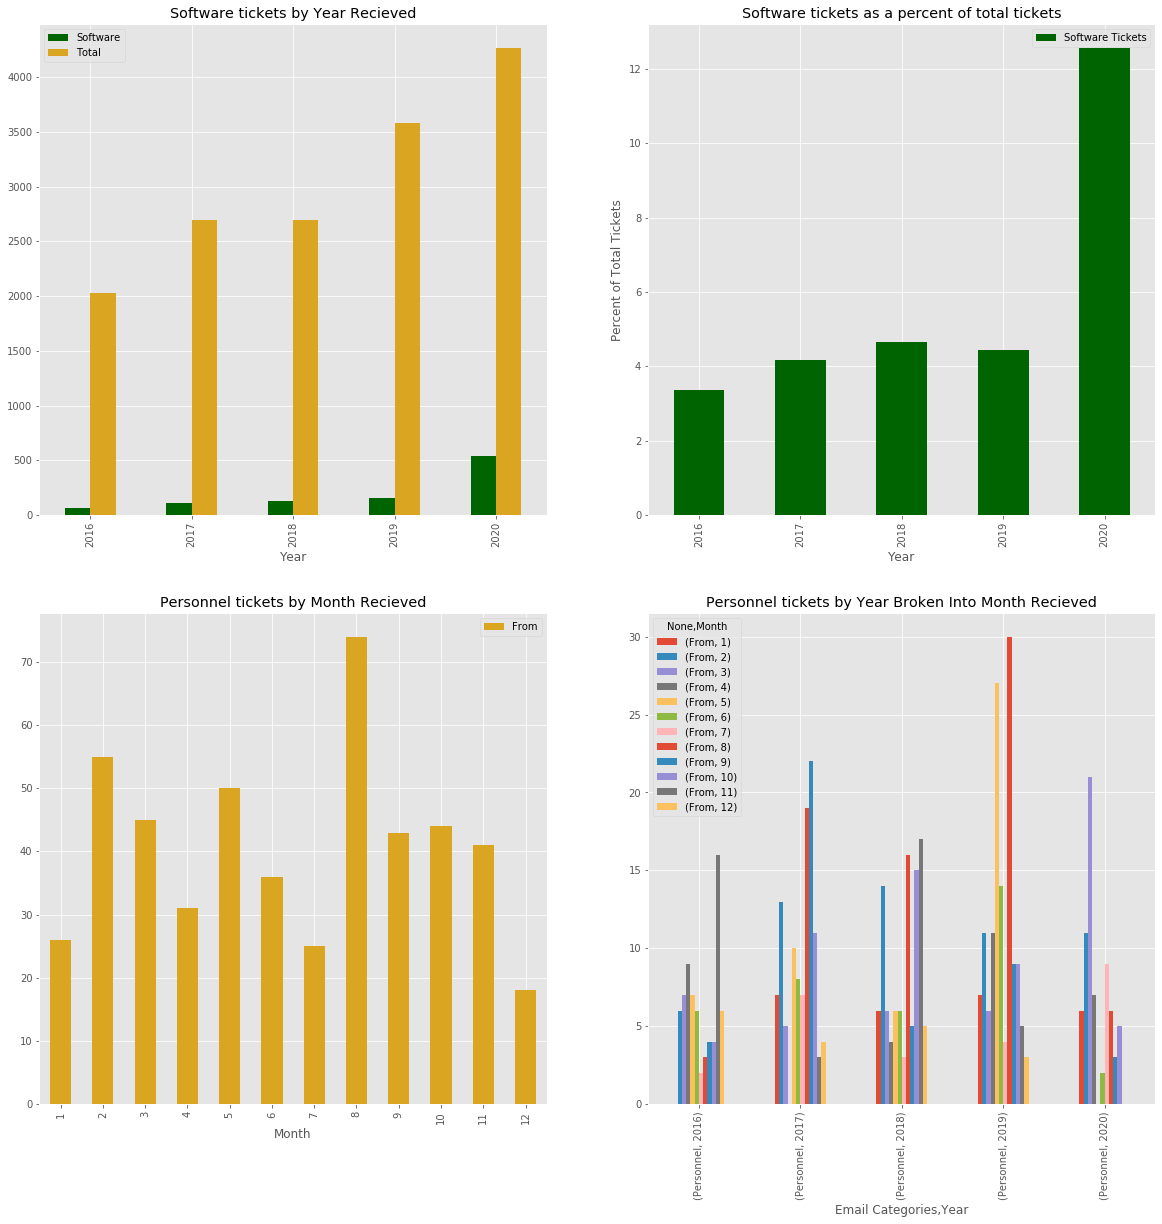 Software tickets by Year Recieved
Software
Total
4000
3500
3000
2500
2000
1500
1000
500
0
2016
2017
2018
2019
2020
Year
Software tickets as a percent of total tickets
Software Tickets
Percent of Total Tickets
12
10
8
6
4
2
0
2016
2017
2018
2019
2020
Year
Personnel tickets by Month Recieved
From
70
60
50
40
30
20
10
0
1
2
3
4
5
6
7
8
9
10
11
12
Month
Personnel tickets by Year Broken Into Month Recieved
None,Month
(From, 1)
(From, 2)
(From, 3)
(From, 4)
(From, 5)
(From, 6)
(From, 7)
(From, 8)
(From, 9)
(From, 10)
(From, 11)
(From, 12)
30
25
20
15
10
5
0
(Personnel, 2016)
(Personnel, 2017)
(Personnel, 2018)
(Personnel, 2019)
(Personnel, 2020)
Email Categories,Year